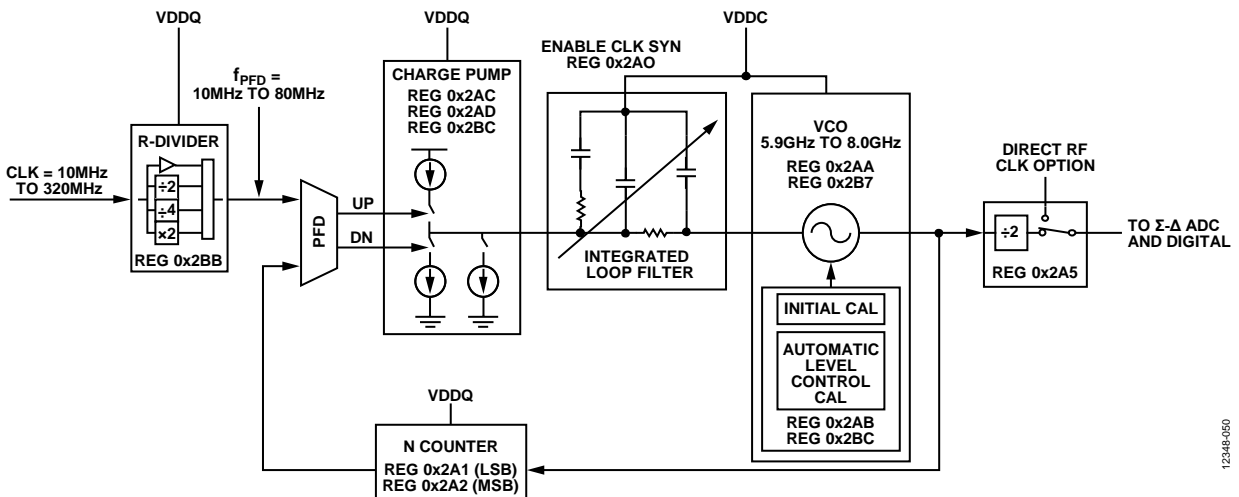 VDDQ
VDDQ
VDDC
ENABLE CLK SYN
REG 0x2AO
fPFD =
10MHz TO 80MHz
CHARGE PUMP
REG 0x2AC
REG 0x2AD
REG 0x2BC
R-DIVIDER
÷2
÷4
×2
REG 0x2BB
CLK = 10MHz
TO 320MHz
PFD
UP
DN
INTEGRATED
LOOP FILTER
VCO
5.9GHz TO 8.0GHz
REG 0x2AA
REG 0x2B7
INITIAL CAL
AUTOMATIC
LEVEL
CONTROL
CAL
REG 0x2AB
REG 0x2BC
DIRECT RF
CLK OPTION
÷2
REG 0x2A5
TO Σ-Δ ADC
AND DIGITAL
VDDQ
N COUNTER
REG 0x2A1 (LSB)
REG 0x2A2 (MSB)
12348-050